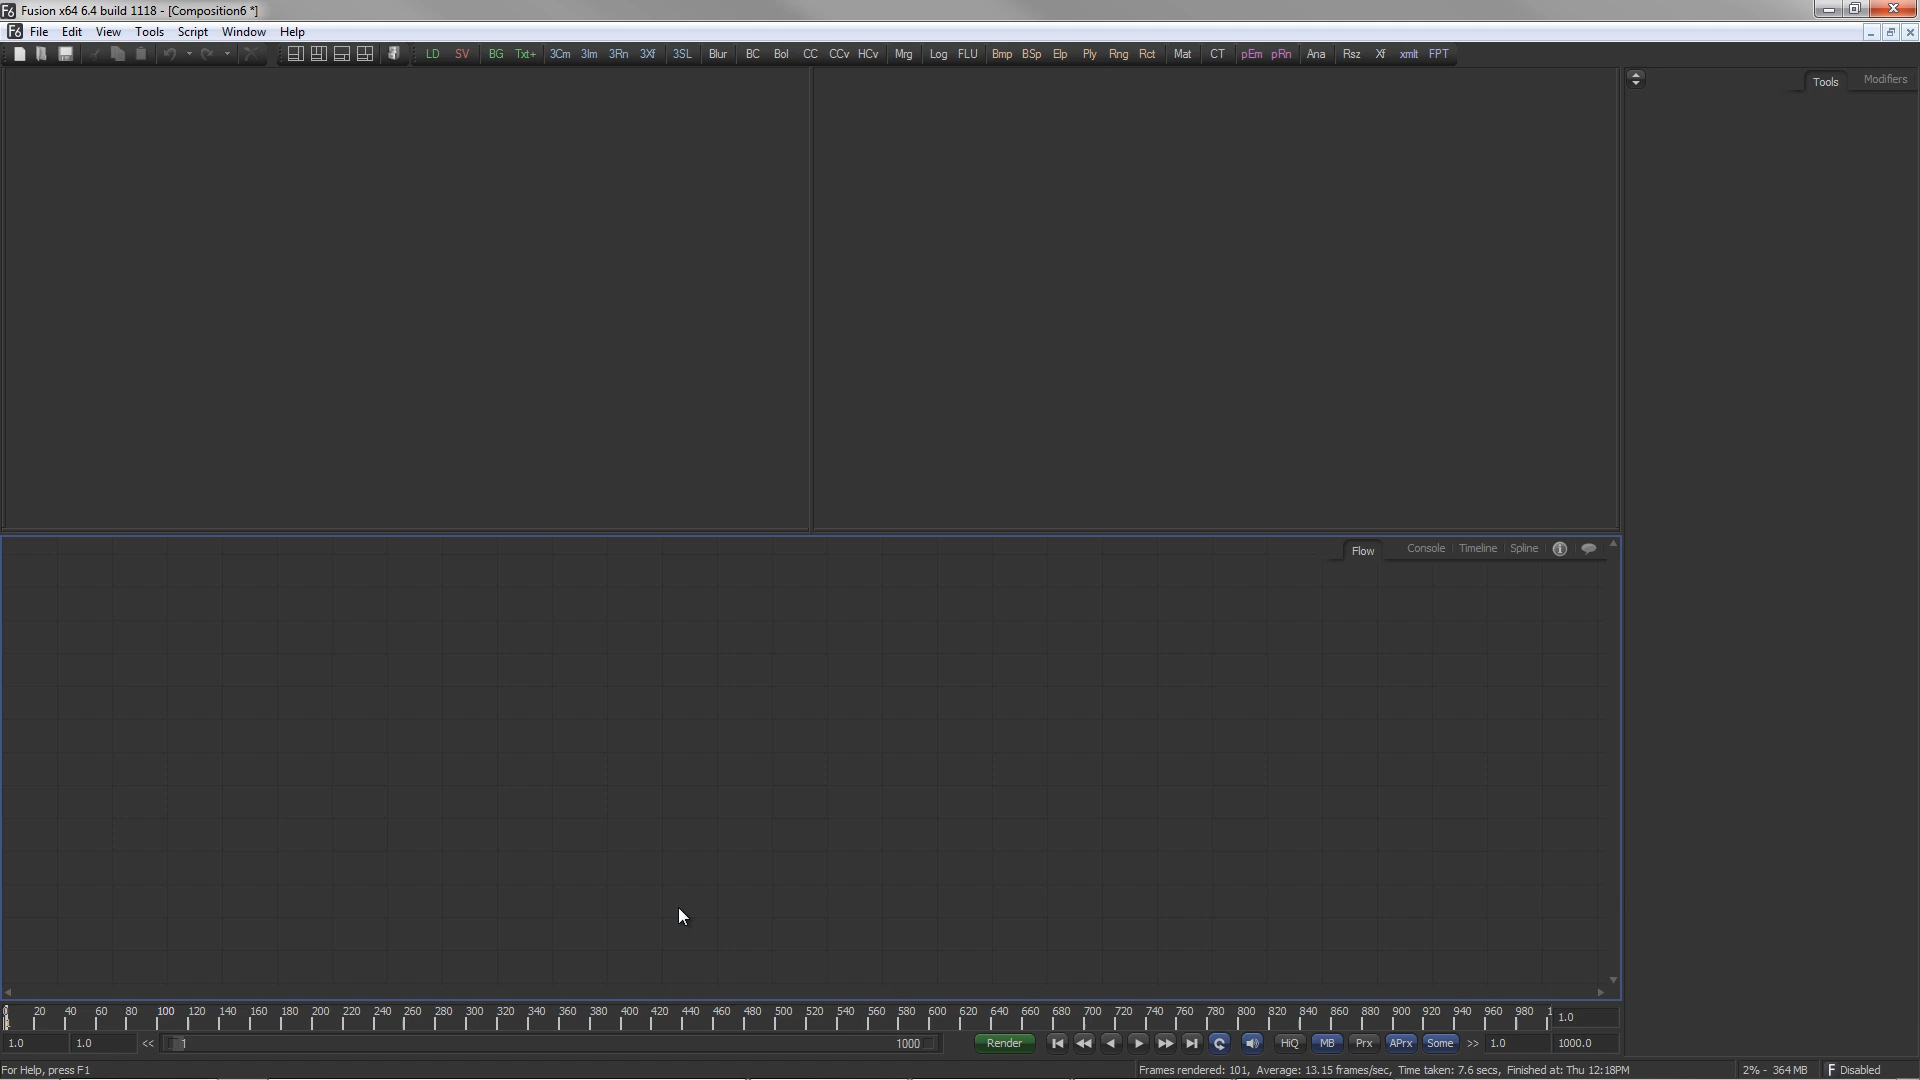 Fusion x64 6.4 build 1118 - [Composition6 *]
File Edit View Tools Script Window Help
LD SV BG Txt+ 3Cm 3Im 3Rn 3Xf 3SL Blur BC Bol CC CCv HCv Mrg Log FLU Bmp BSp Elp Ply Rng Rct Mat CT pEm pRn Ana Rsz Xf xmlt FPT
Tools Modifiers
Flow Console Timeline Spline
20 40 60 80 100 120 140 160 180 200 220 240 260 280 300 320 340 360 380 400 420 440 460 480 500 520 540 560 580 600 620 640 660 680 700 720 740 760 780 800 820 840 860 880 900 920 940 960 980 1.0
1.0 1.0 << 1 1000 Render HiQ MB Prx APrx Some >> 1.0 1000.0
For Help, press F1 Frames rendered: 101, Average: 13.15 frames/sec, Time taken: 7.6 secs, Finished at: Thu 12:18PM 2% - 364 MB F Disabled